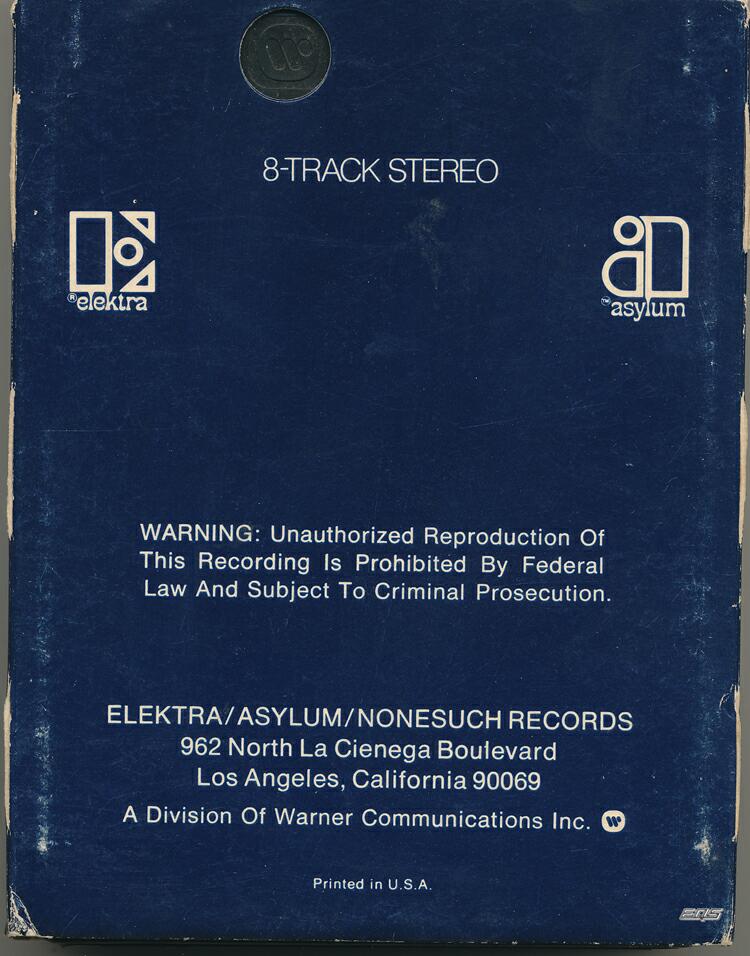 8-TRACK STEREO
® elektra
™ asylum
WARNING: Unauthorized Reproduction Of
This Recording Is Prohibited By Federal
Law And Subject To Criminal Prosecution.
ELEKTRA/ASYLUM/NONESUCH RECORDS
962 North La Cienega Boulevard
Los Angeles, California 90069
A Division Of Warner Communications Inc.
Printed in U.S.A.